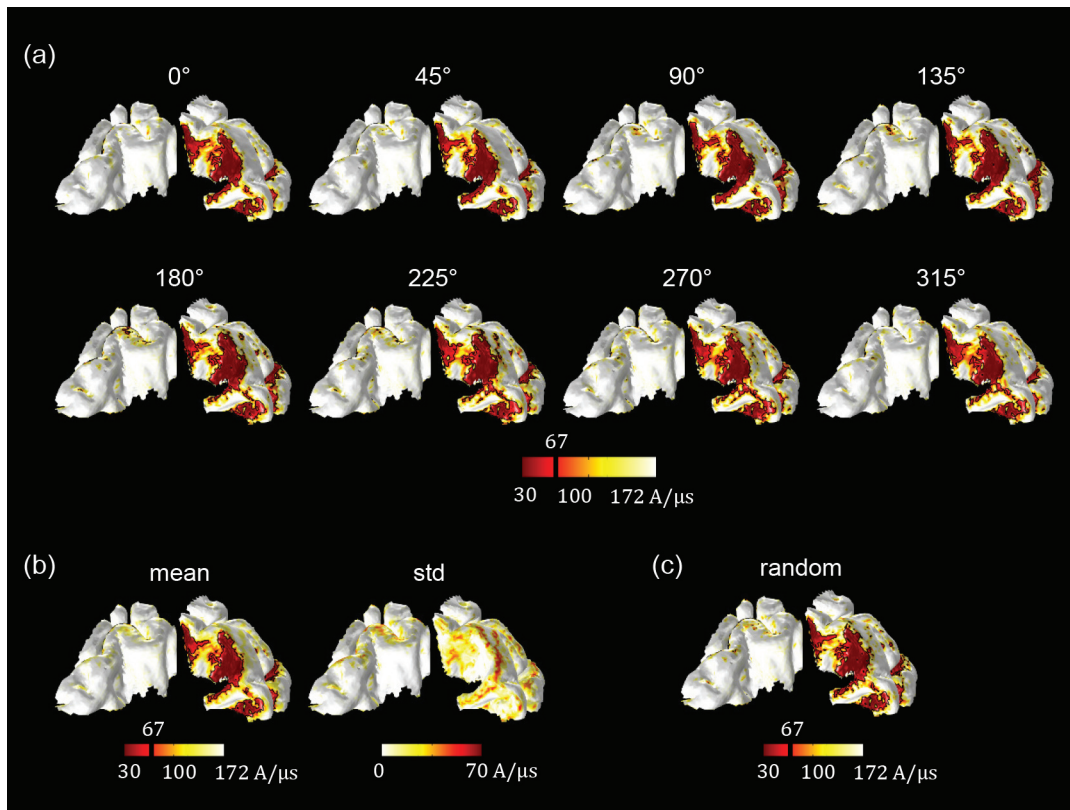 (a)
0° 45° 90° 135°
180° 225° 270° 315°
67
30 100 172 A/μs
(b) (c)
mean std random
67 67
30 100 172 A/μs 0 70 A/μs 30 100 172 A/μs